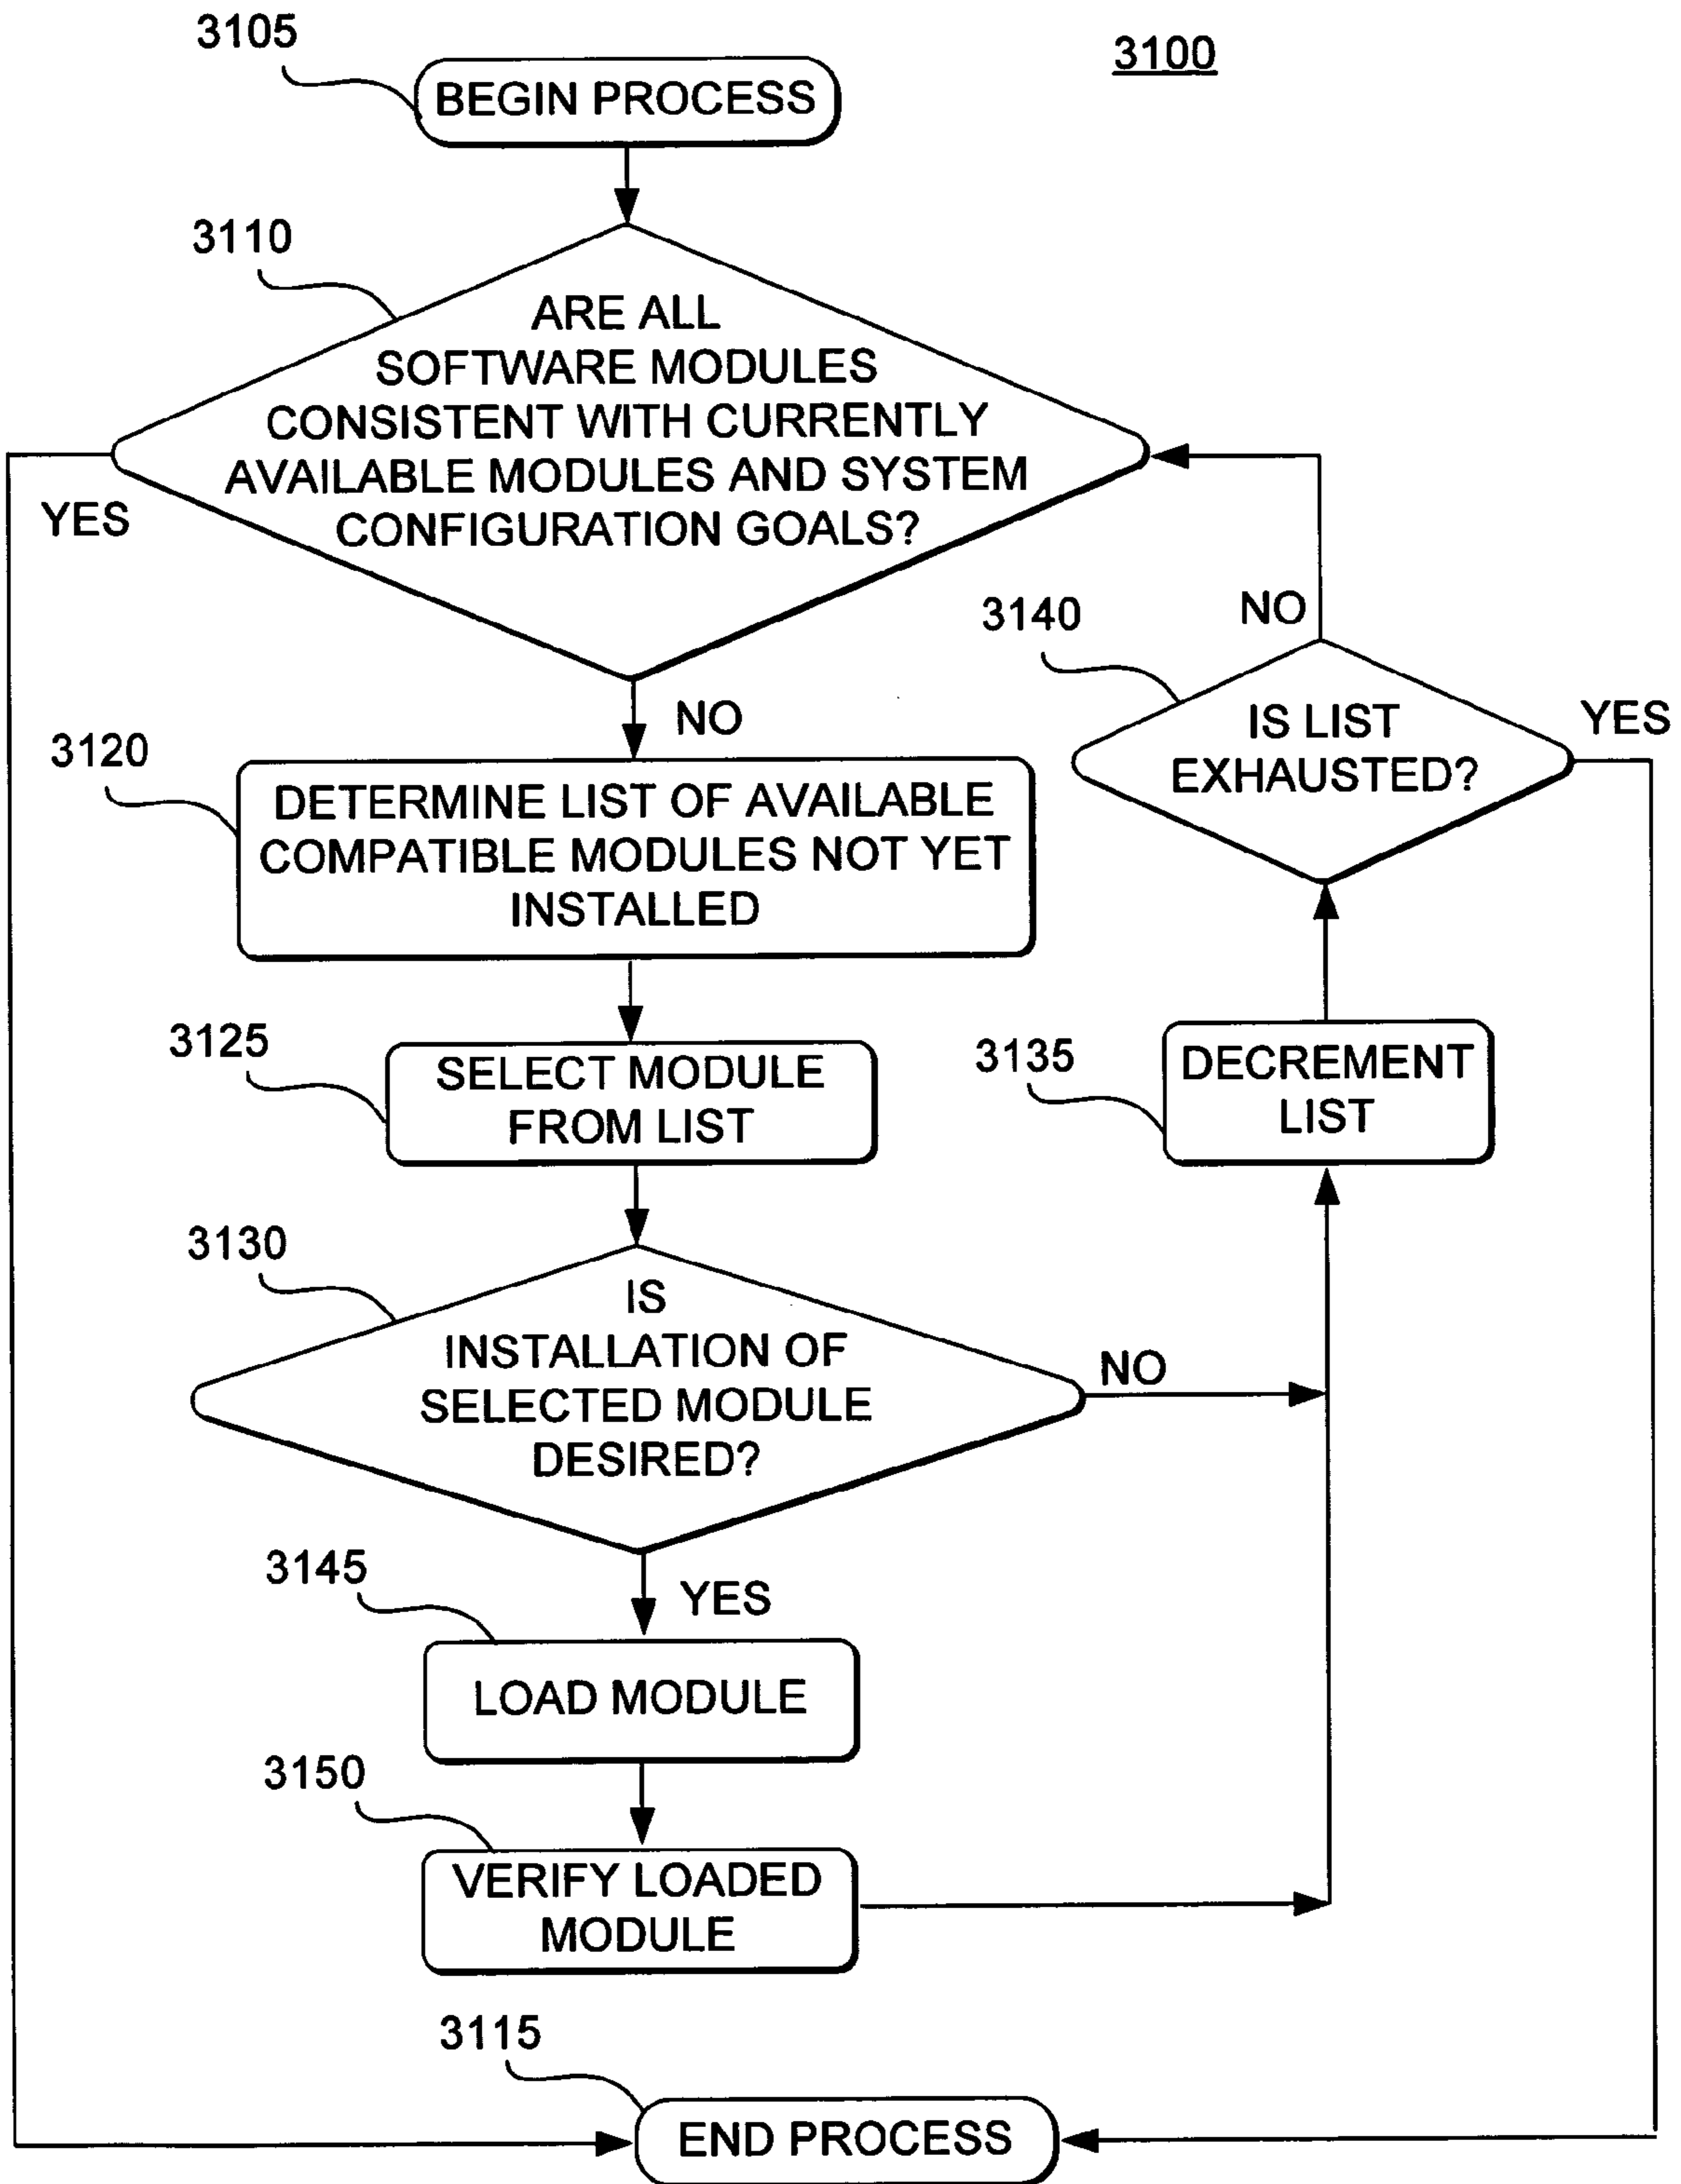 3105
3100
BEGIN PROCESS
3110
ARE ALL
SOFTWARE MODULES
CONSISTENT WITH CURRENTLY
AVAILABLE MODULES AND SYSTEM
CONFIGURATION GOALS?
YES
NO
3140
NO
IS LIST
EXHAUSTED?
YES
3120
DETERMINE LIST OF AVAILABLE
COMPATIBLE MODULES NOT YET
INSTALLED
3125
SELECT MODULE
FROM LIST
3135
DECREMENT
LIST
3130
IS
INSTALLATION OF
SELECTED MODULE
DESIRED?
NO
YES
3145
LOAD MODULE
3150
VERIFY LOADED
MODULE
3115
END PROCESS